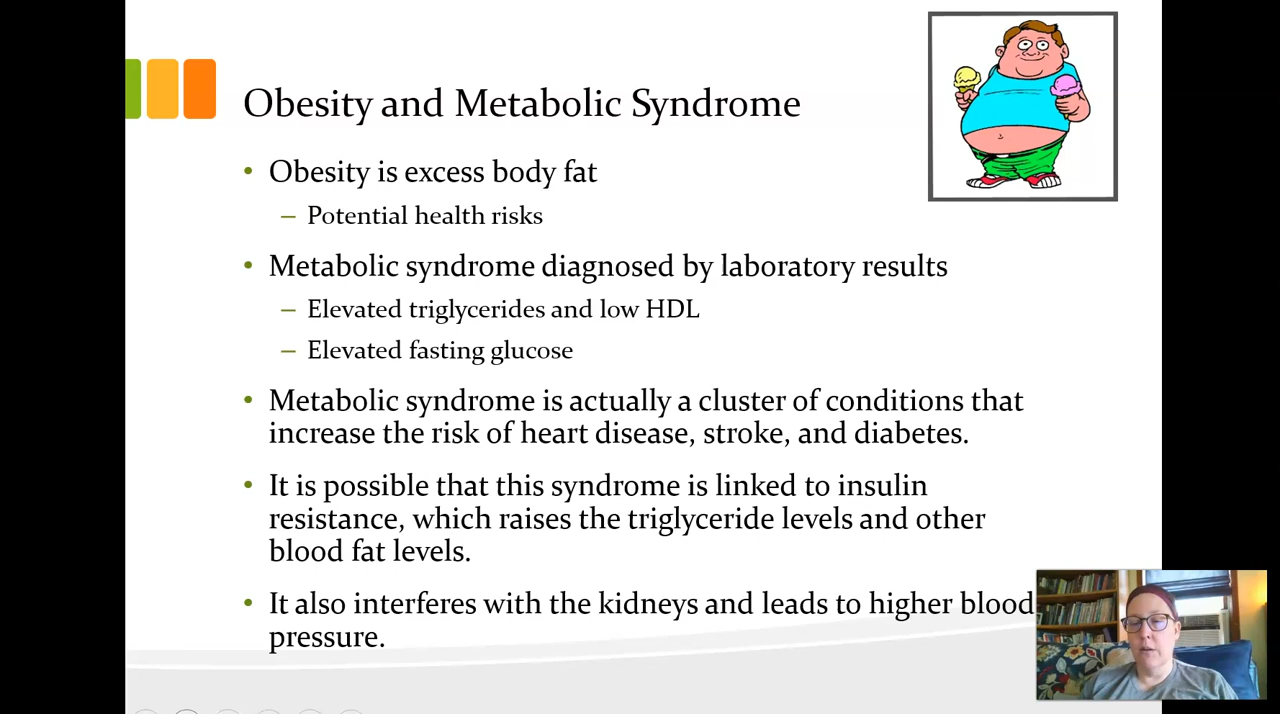 Obesity and Metabolic Syndrome
• Obesity is excess body fat
– Potential health risks
• Metabolic syndrome diagnosed by laboratory results
– Elevated triglycerides and low HDL
– Elevated fasting glucose
• Metabolic syndrome is actually a cluster of conditions that
increase the risk of heart disease, stroke, and diabetes.
• It is possible that this syndrome is linked to insulin
resistance, which raises the triglyceride levels and other
blood fat levels.
• It also interferes with the kidneys and leads to higher blood
pressure.